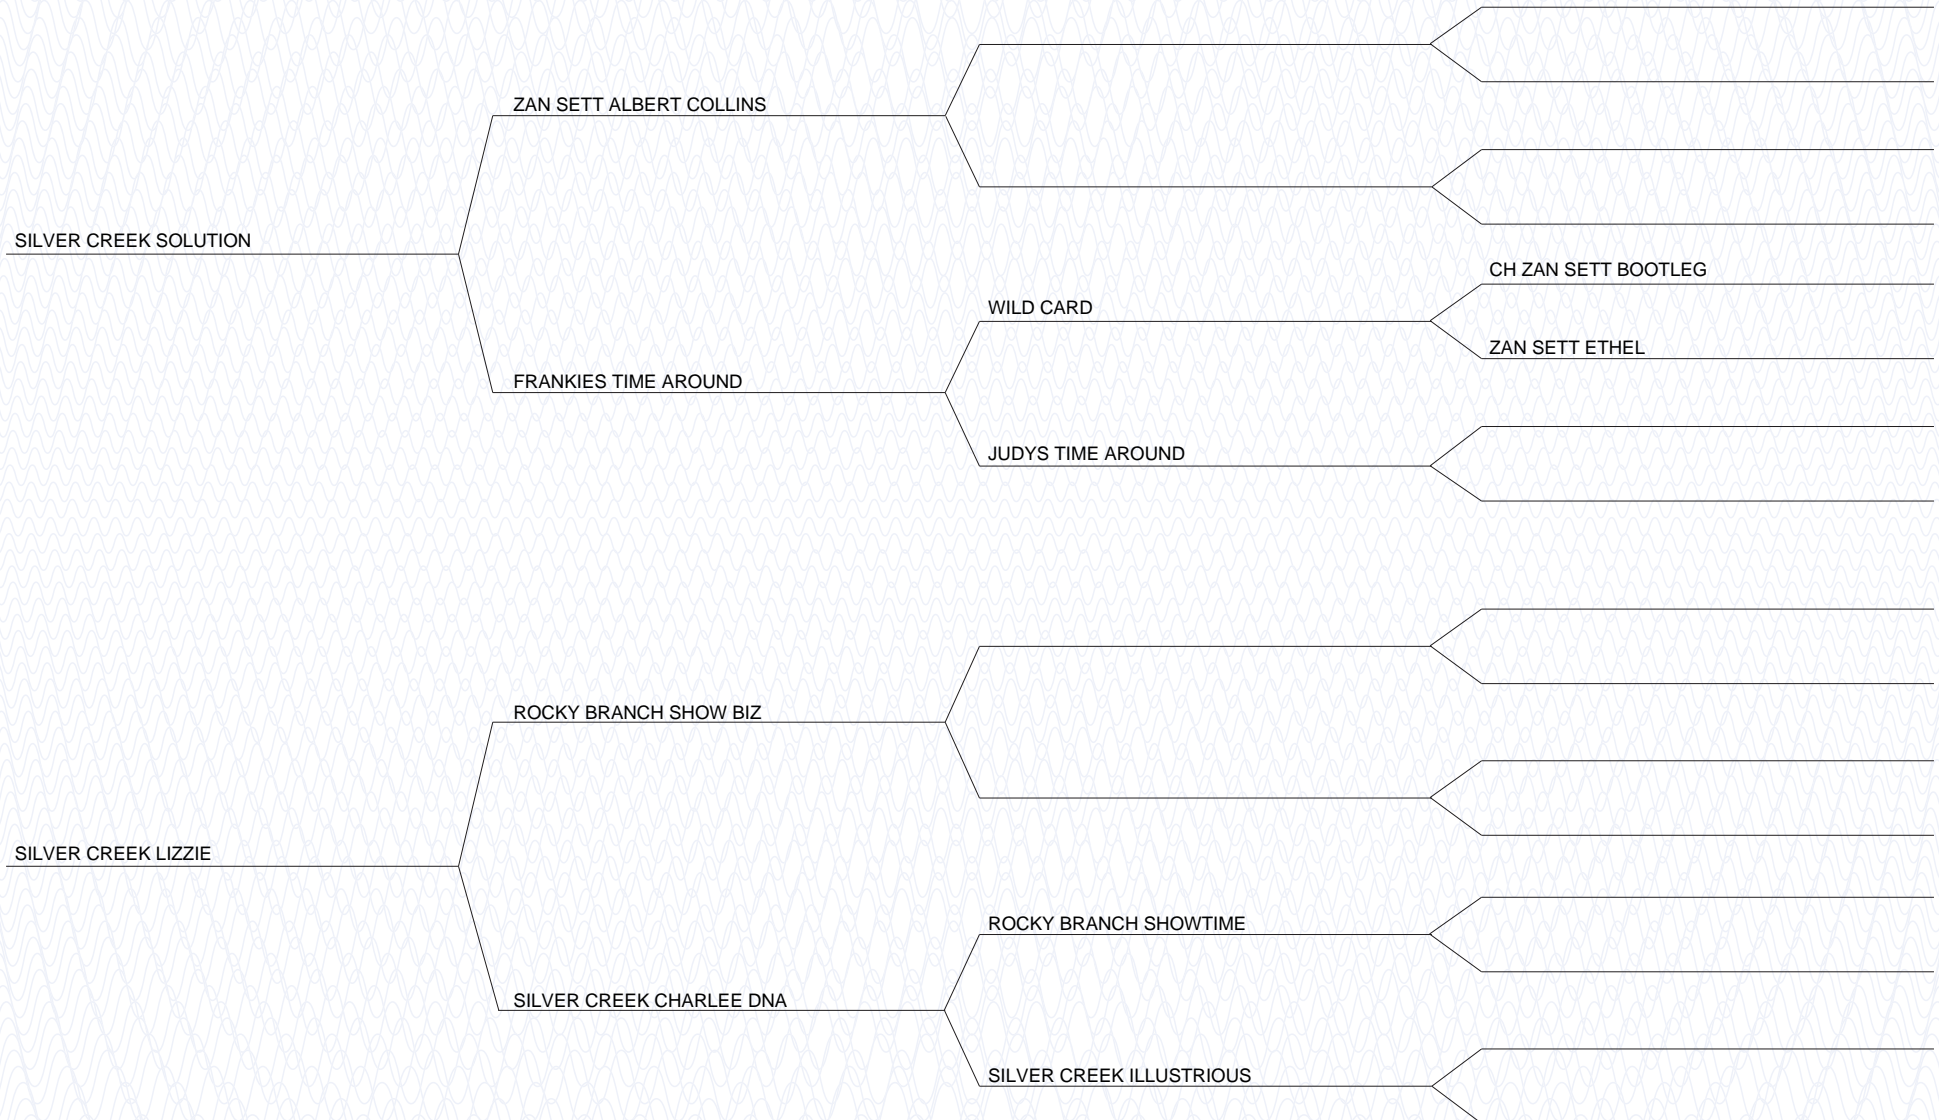 ZAN SETT ALBERT COLLINS
SILVER CREEK SOLUTION
CH ZAN SETT BOOTLEG
WILD CARD
ZAN SETT ETHEL
FRANKIES TIME AROUND
JUDYS TIME AROUND
ROCKY BRANCH SHOW BIZ
SILVER CREEK LIZZIE
ROCKY BRANCH SHOWTIME
SILVER CREEK CHARLEE DNA
SILVER CREEK ILLUSTRIOUS